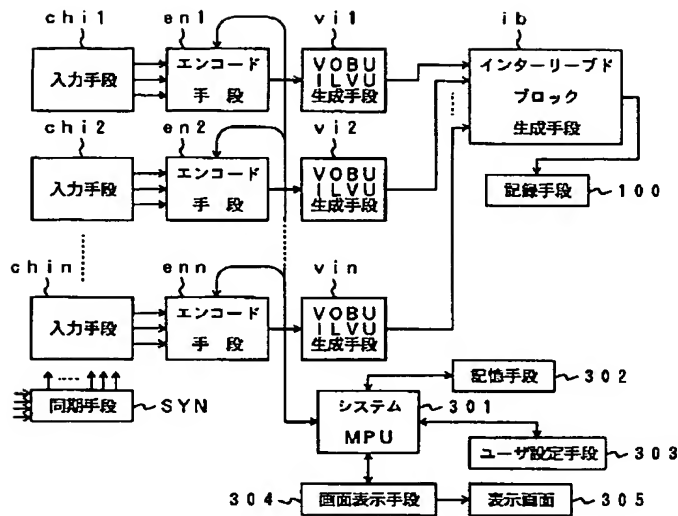 chi1
en1
vi1
ib
入力手段
エンコード
手段
VOBU
ILVU
生成手段
インターリーブド
ブロック
生成手段
chi2
en2
vi2
入力手段
エンコード
手段
VOBU
ILVU
生成手段
記録手段
100
chin
enn
vin
入力手段
エンコード
手段
VOBU
ILVU
生成手段
同期手段
SYN
システム
MPU
301
記憶手段
302
ユーザ設定手段
303
304
画面表示手段
表示画面
305